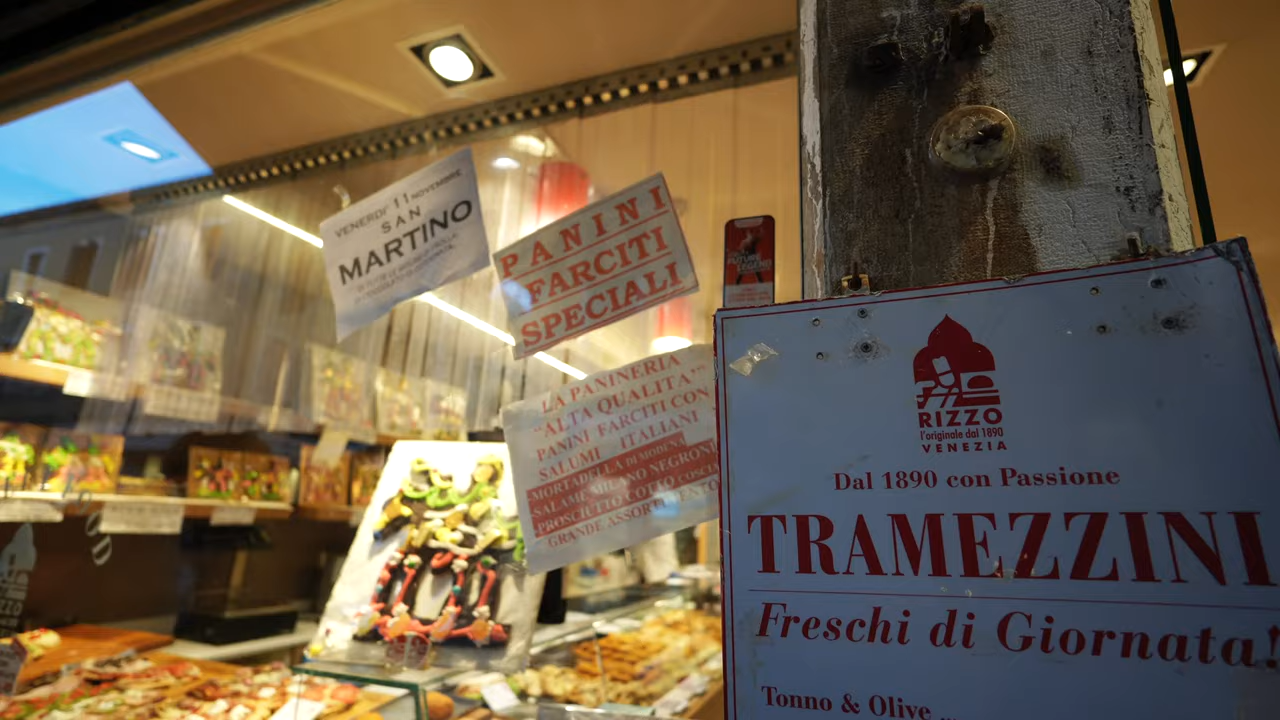 VENERDI' 11 NOVEMBRE
SAN
MARTINO
PANINI
FARCITI
SPECIALI
LA PANINERIA
"ALTA QUALITA'"
PANINI FARCITI CON
SALUMI ITALIANI
-MORTADELLA DI MODENA
-SALAME MILANO NEGRONI
-PROSCIUTTO COTTO
GRANDE ASSORTIMENTO
RIZZO
l'originale dal 1890
VENEZIA
Dal 1890 con Passione
TRAMEZZINI
Freschi di Giornata!
Tonno & Olive
RIZZO